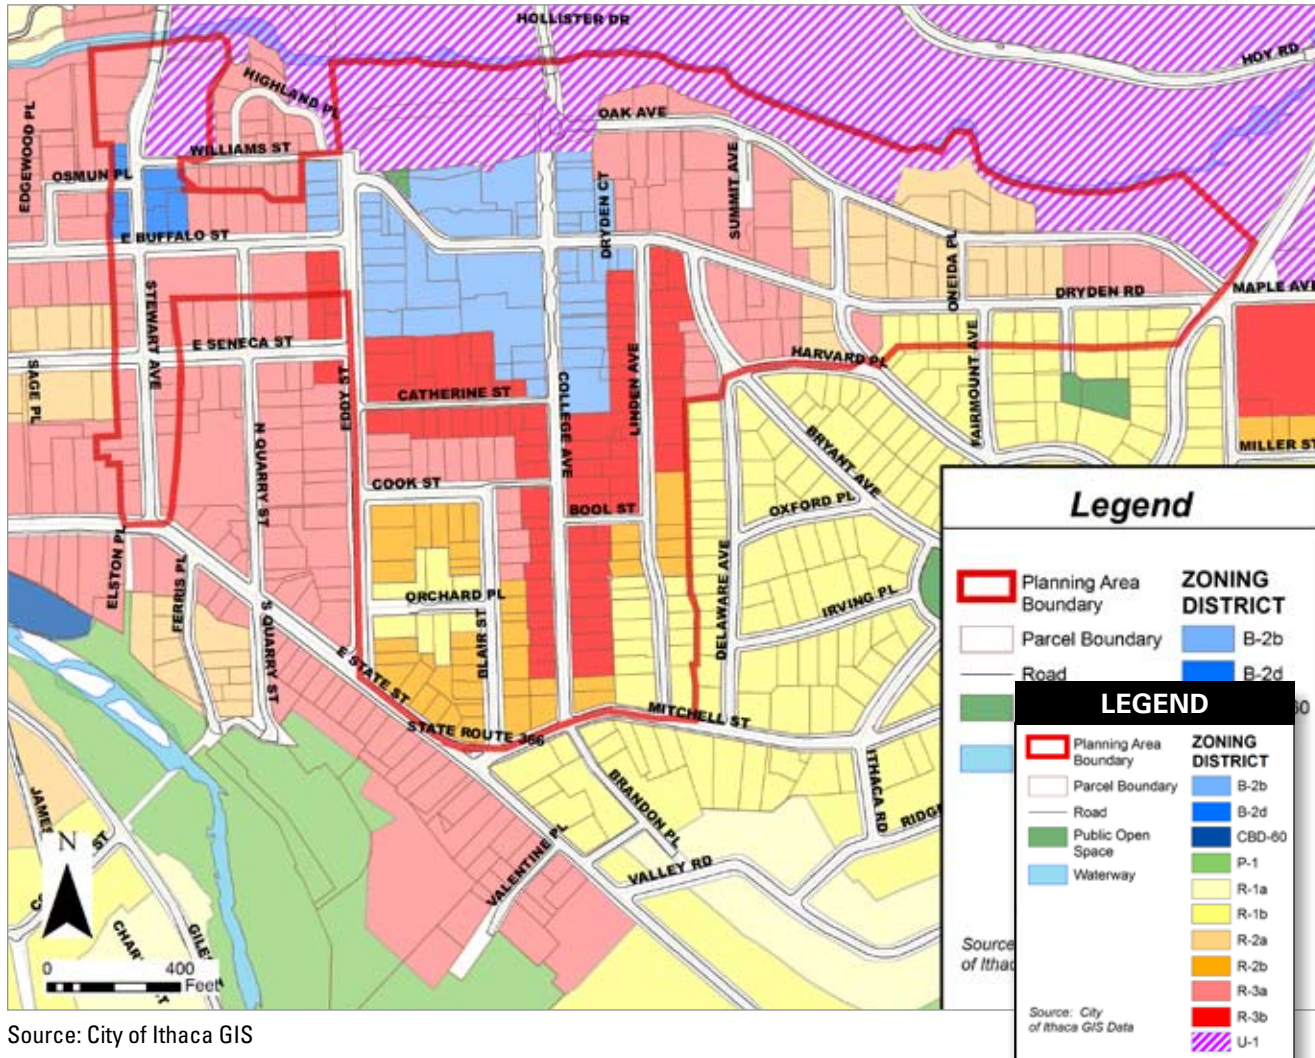 HOLLISTER DR
HOY RD
HIGHLAND PL
OAK AVE
EDGEWOOD PL
WILLIAMS ST
OSMUN PL
SUMMIT AVE
DRYDEN CT
E BUFFALO ST
ONEIDA PL
STEWART AVE
DRYDEN RD
MAPLE AVE
E SENECA ST
HARVARD PL
SAGE PL
EDDY ST
CATHERINE ST
COLLEGE AVE
LINDEN AVE
FAIRMOUNT AVE
N QUARRY ST
BRYANT AVE
MILLER ST
COOK ST
OXFORD PL
BOOL ST
ELSTON PL
FERRIS PL
ORCHARD PL
DELAWARE AVE
IRVING PL
S QUARRY ST
BLAIR ST
E STATE ST
STATE ROUTE 366
MITCHELL ST
BRANDON PL
ITHACA RD
VALENTINE PL
VALLEY RD
ST
N
0 400
Feet
Legend
Planning Area
Boundary
Parcel Boundary
Road
ZONING
DISTRICT
B-2b
B-2d
60
Source
LEGEND
Planning Area
Boundary
Parcel Boundary
Road
Public Open
Space
Waterway
Source: City
of Ithaca GIS Data
ZONING
DISTRICT
B-2b
B-2d
CBD-60
P-1
R-1a
R-1b
R-2a
R-2b
R-3a
R-3b
U-1
Source: City of Ithaca GIS